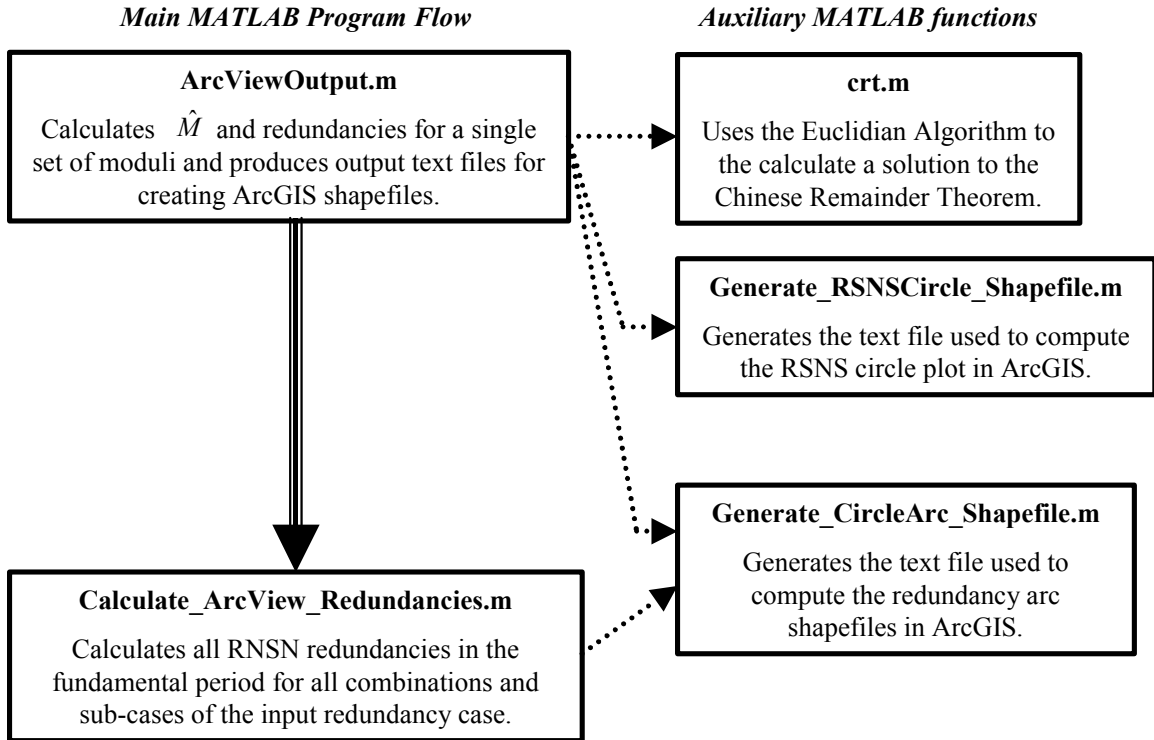 Main MATLAB Program Flow
ArcViewOutput.m
Calculates M̂ and redundancies for a single
set of moduli and produces output text files for
creating ArcGIS shapefiles.
Calculate_ArcView_Redundancies.m
Calculates all RNSN redundancies in the
fundamental period for all combinations and
sub-cases of the input redundancy case.
Auxiliary MATLAB functions
crt.m
Uses the Euclidian Algorithm to
the calculate a solution to the
Chinese Remainder Theorem.
Generate_RSNSCircle_Shapefile.m
Generates the text file used to compute
the RSNS circle plot in ArcGIS.
Generate_CircleArc_Shapefile.m
Generates the text file used to
compute the redundancy arc
shapefiles in ArcGIS.